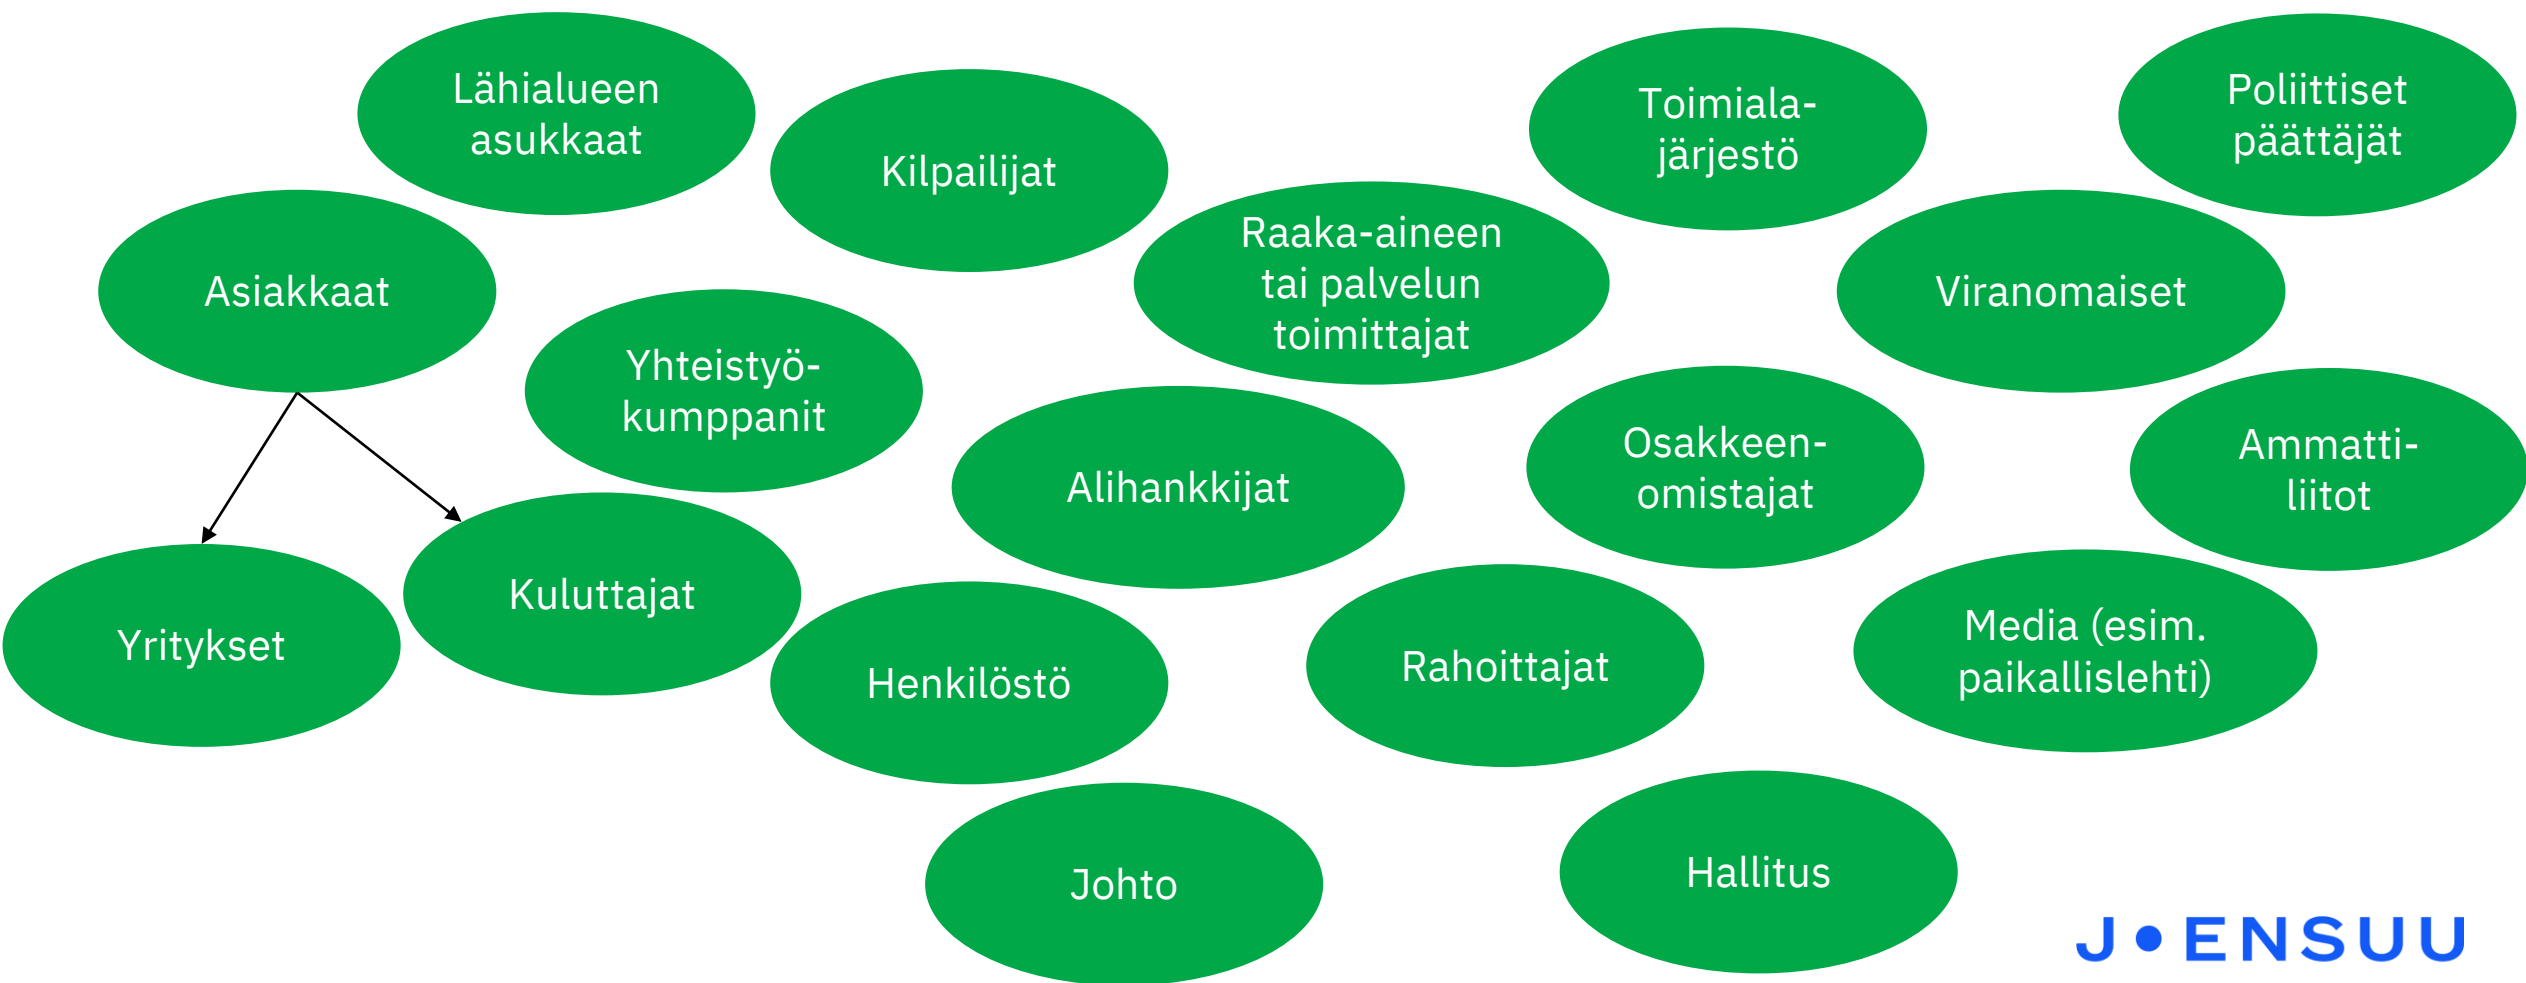 Lähialueen
asukkaat
Kilpailijat
Toimiala-
järjestö
Poliittiset
päättäjät
Asiakkaat
Raaka-aineen
tai palvelun
toimittajat
Viranomaiset
Yhteistyö-
kumppanit
Alihankkijat
Osakkeen-
omistajat
Ammatti-
liitot
Yritykset
Kuluttajat
Henkilöstö
Rahoittajat
Media (esim.
paikallislehti)
Johto
Hallitus
JOENSUU